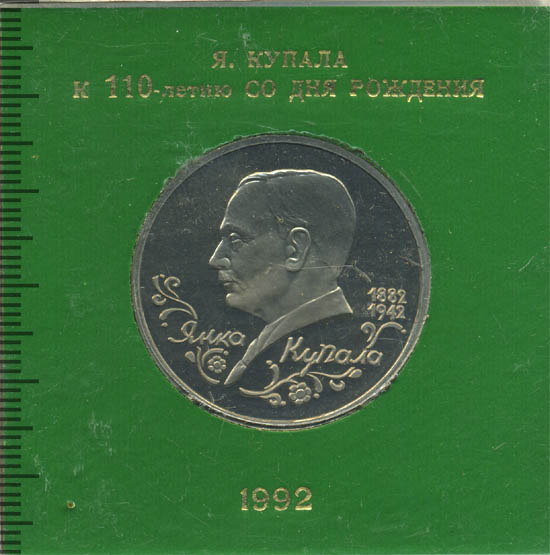 Я. КУПАЛА
К 110-летию СО ДНЯ РОЖДЕНИЯ
1882
1942
Янка Купала
1992